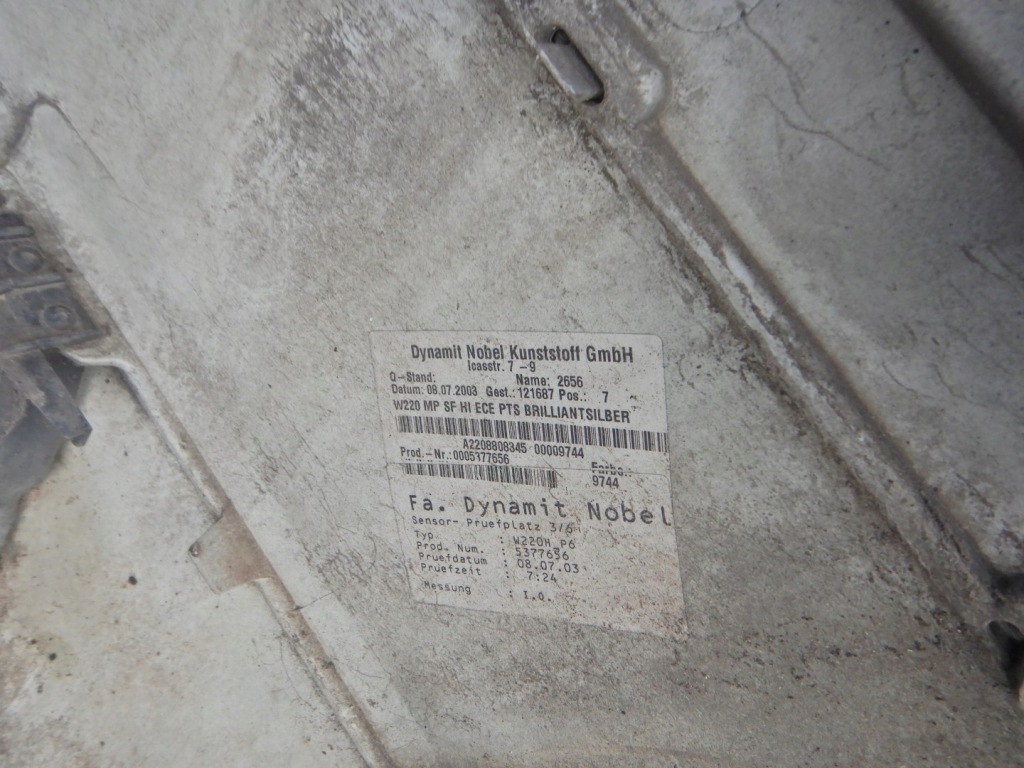 Dynamit Nobel Kunststoff GmbH
Icasstr. 7-9
Q-Stand: Name: 2656
Datum: 08.07.2003 Gest.: 121687 Pos.: 7
W220 MP SF HI ECE PTS BRILLIANTSILBER
A2208808345 00009744
Prod.-Nr.:0005377656 Farbe.:
9744
Fa. Dynamit Nobel
Sensor- Pruefplatz 3/6
Typ : W220H P6
Prod. Num. : 5377656
Pruefdatum : 08.07.03
Pruefzeit : 7:24
Messung : I.O.